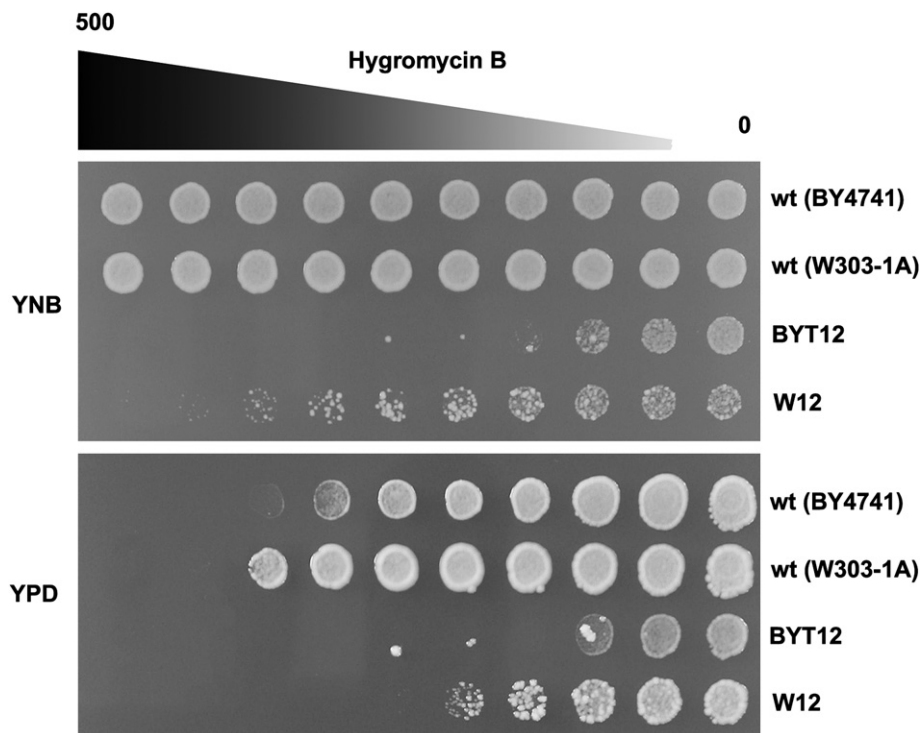 500
Hygromycin B
0
YNB
wt (BY4741)
wt (W303-1A)
BYT12
W12
YPD
wt (BY4741)
wt (W303-1A)
BYT12
W12